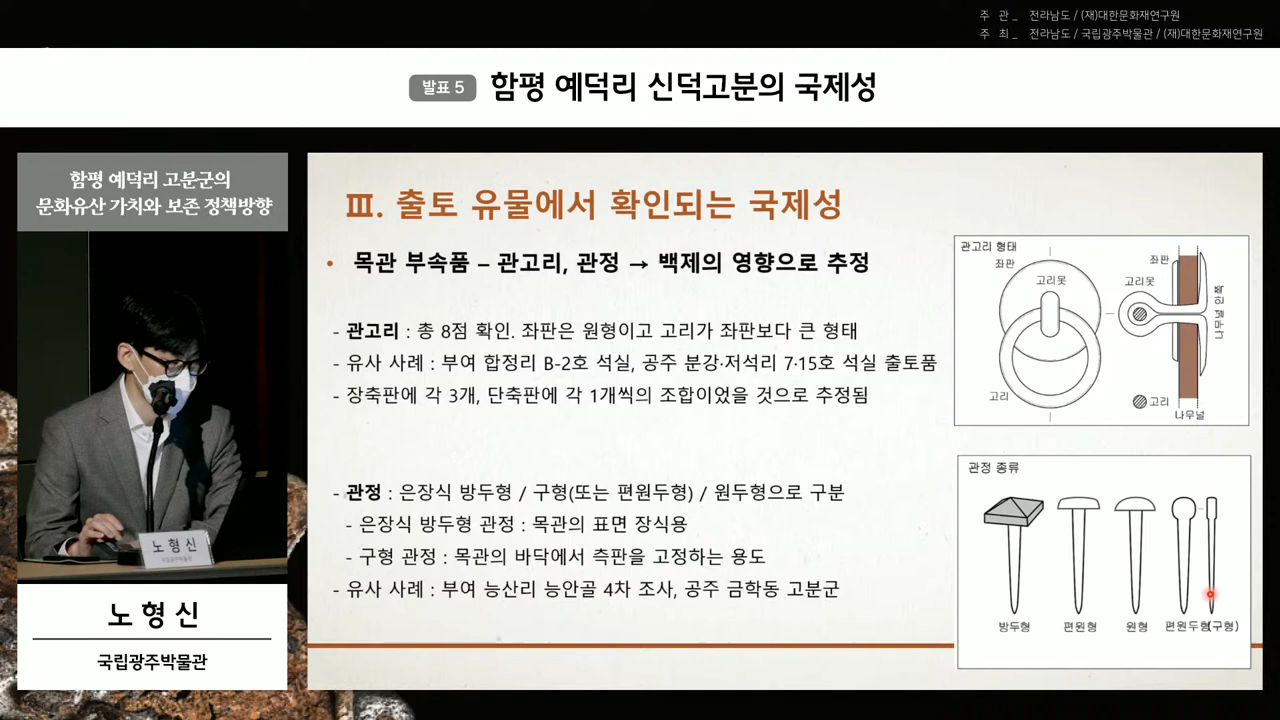 주 관 _ 전라남도 / (재)대한문화재연구원
주 최 _ 전라남도 / 국립광주박물관 / (재)대한문화재연구원
발표 5 함평 예덕리 신덕고분의 국제성
함평 예덕리 고분군의
문화유산 가치와 보존 정책방향
노 형 신
국립광주박물관
노 형 신
국립광주박물관
Ⅲ. 출토 유물에서 확인되는 국제성
• 목관 부속품 – 관고리, 관정 → 백제의 영향으로 추정
- 관고리 : 총 8점 확인. 좌판은 원형이고 고리가 좌판보다 큰 형태
- 유사 사례 : 부여 합정리 B-2호 석실, 공주 분강·저석리 7·15호 석실 출토품
- 장축판에 각 3개, 단축판에 각 1개씩의 조합이었을 것으로 추정됨
- 관정 : 은장식 방두형 / 구형(또는 편원두형) / 원두형으로 구분
- 은장식 방두형 관정 : 목관의 표면 장식용
- 구형 관정 : 목관의 바닥에서 측판을 고정하는 용도
- 유사 사례 : 부여 능산리 능안골 4차 조사, 공주 금학동 고분군
관고리 형태
좌판
고리못
고리
좌판
고리못
나무널 안쪽
고리
나무널
관정 종류
방두형
편원형
원형
편원두형(구형)